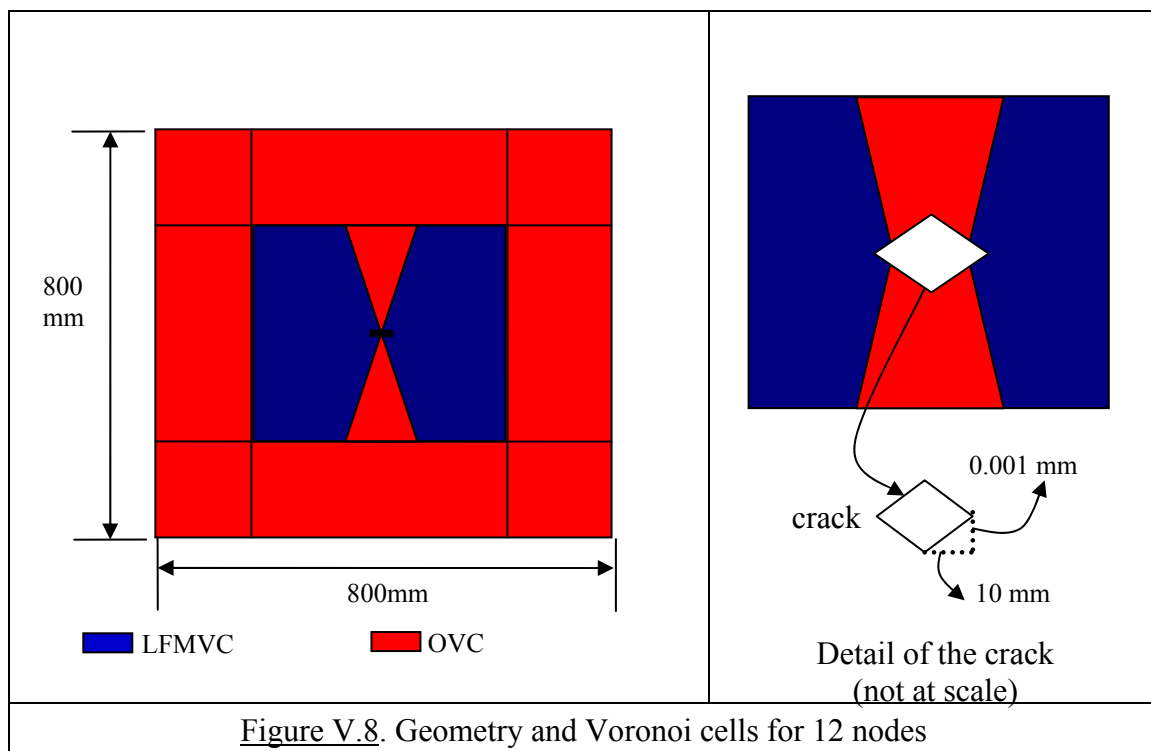 800
mm
800mm
LFMVC
OVC
0.001 mm
crack
10 mm
Detail of the crack
(not at scale)
Figure V.8. Geometry and Voronoi cells for 12 nodes